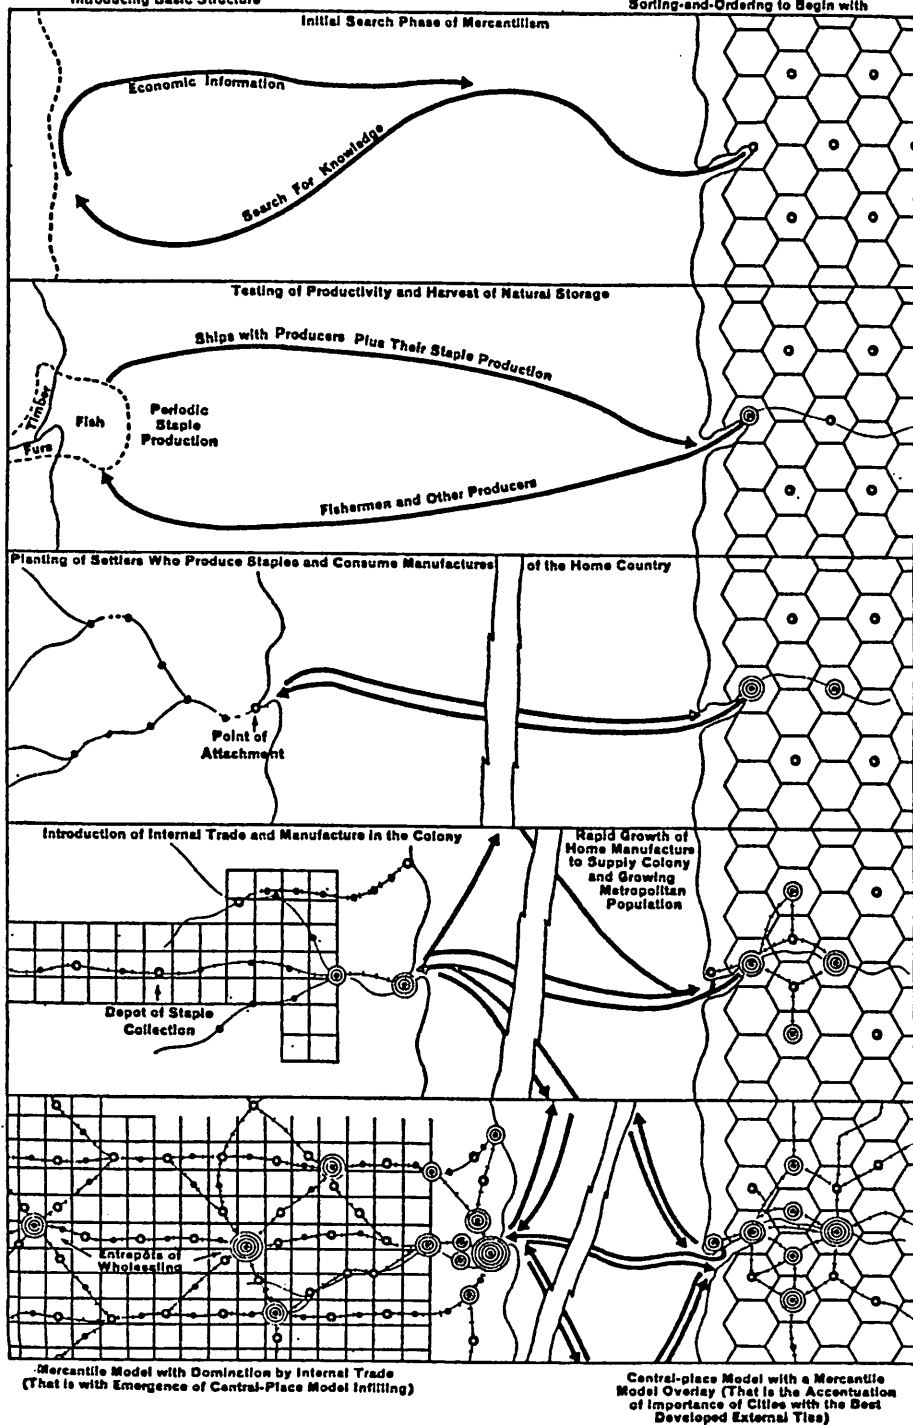 Introducing Basic Structure
Sorting-and-Ordering to Begin with
Initial Search Phase of Mercantilism
Economic Information
Search For Knowledge
Testing of Productivity and Harvest of Natural Storage
Ships with Producers Plus Their Staple Production
Timber
Fish
Furs
Periodic
Staple
Production
Fishermen and Other Producers
Planting of Settlers Who Produce Staples and Consume Manufactures of the Home Country
Point of
Attachment
Introduction of Internal Trade and Manufacture in the Colony
Rapid Growth of
Home Manufacture
to Supply Colony
and Growing
Metropolitan
Population
Depot of Staple
Collection
Entrepôts of
Wholesaling
Mercantile Model with Domination by Internal Trade
(That is with Emergence of Central-Place Model Infilling)
Central-place Model with a Mercantile
Model Overlay (That is the Accentuation
of Importance of Cities with the Best
Developed External Ties)